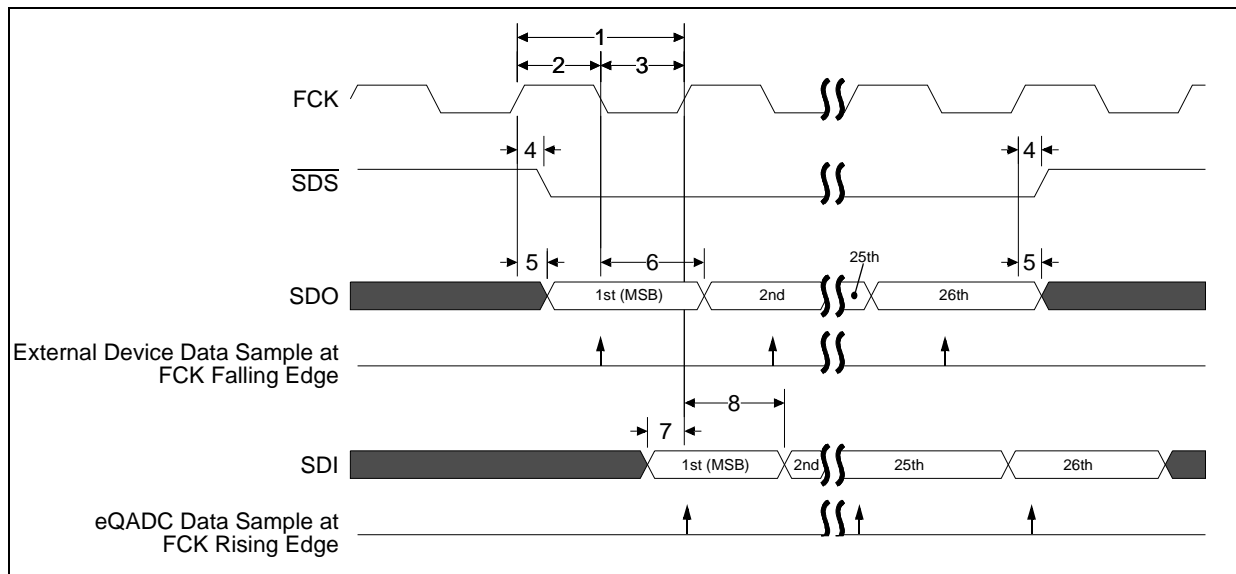 1
2 3
FCK
4 4
SDS
25th
5 6 5
SDO 1st (MSB) 2nd 26th
External Device Data Sample at
FCK Falling Edge
8
7
SDI 1st (MSB) 2nd 25th 26th
eQADC Data Sample at
FCK Rising Edge